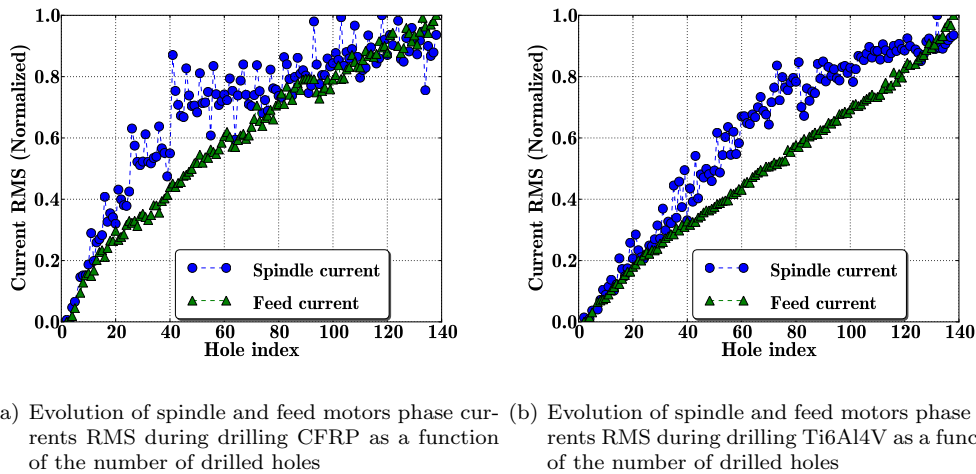 1.0
0.8
0.6
0.4
0.2
0.0
Current RMS (Normalized)
0 20 40 60 80 100 120 140
Hole index
Spindle current
Feed current
1.0
0.8
0.6
0.4
0.2
0.0
Current RMS (Normalized)
0 20 40 60 80 100 120 140
Hole index
Spindle current
Feed current
a) Evolution of spindle and feed motors phase cur-
rents RMS during drilling CFRP as a function
of the number of drilled holes
(b) Evolution of spindle and feed motors phase
rents RMS during drilling Ti6Al4V as a func
of the number of drilled holes